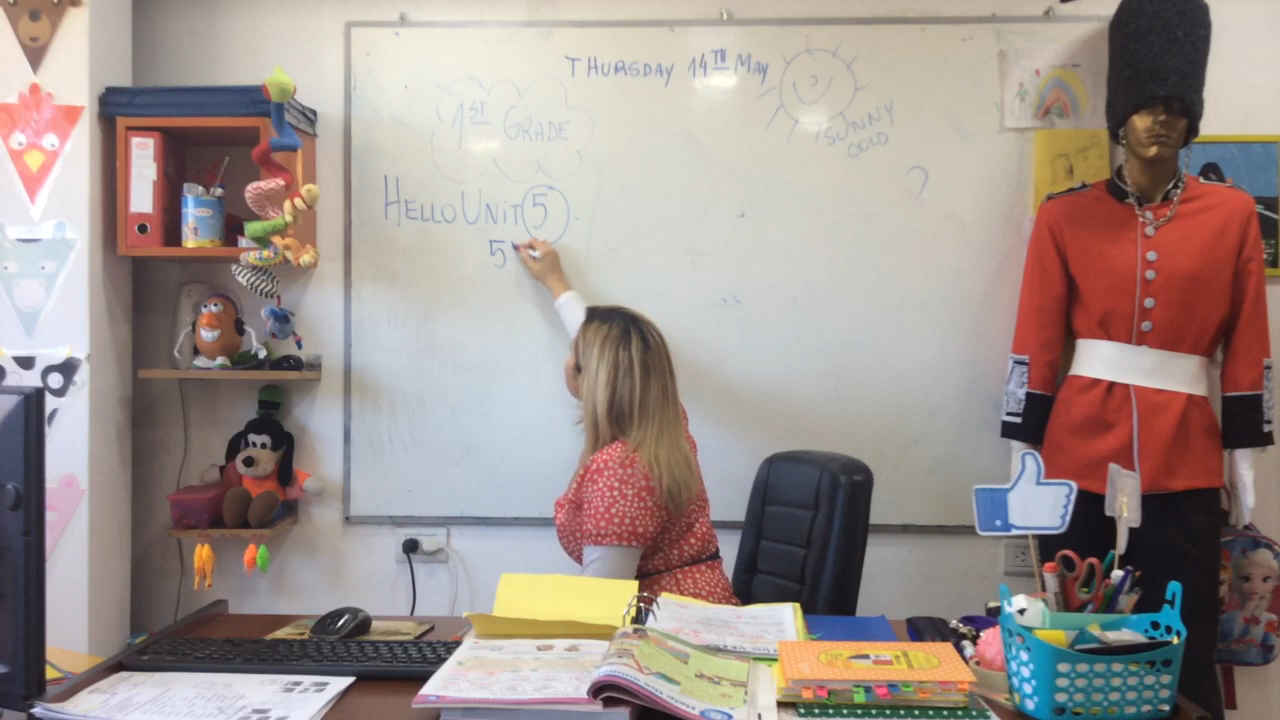 THURSDAY 14TH MAY
1ST GRADE
SUNNY
COLD
?
HELLO UNIT 5
5